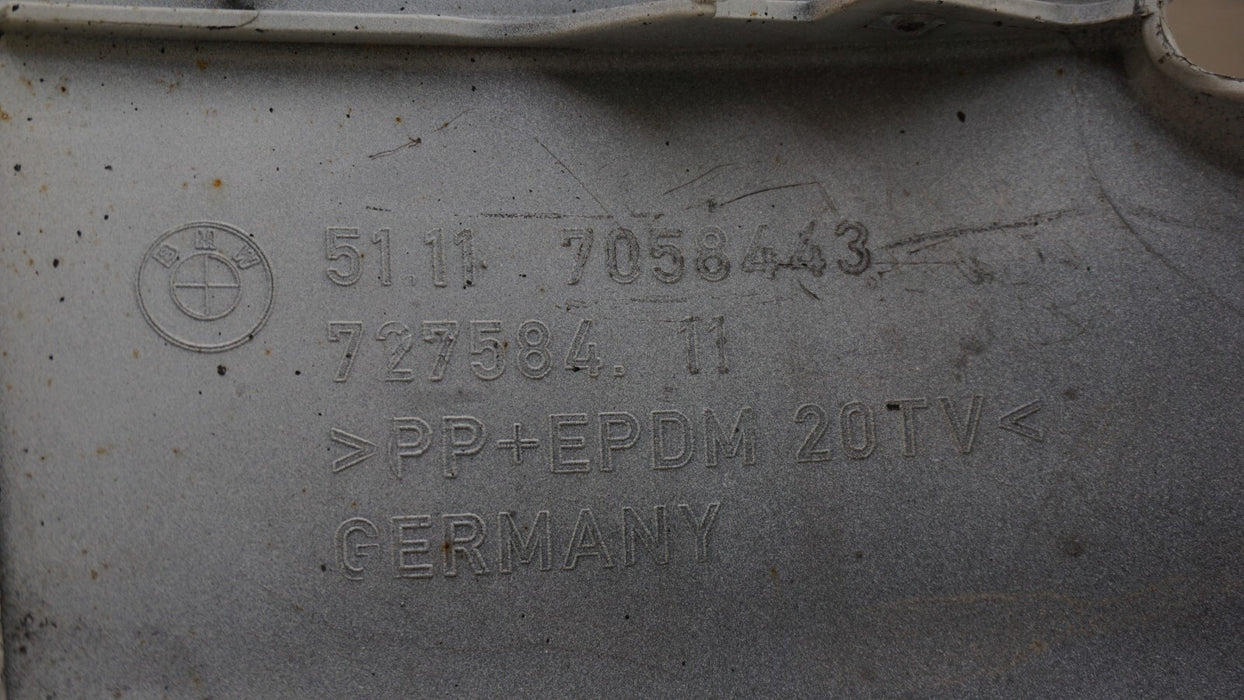 BMW
51.11 7058443
727584. 11
>PP+EPDM 20TV<
GERMANY